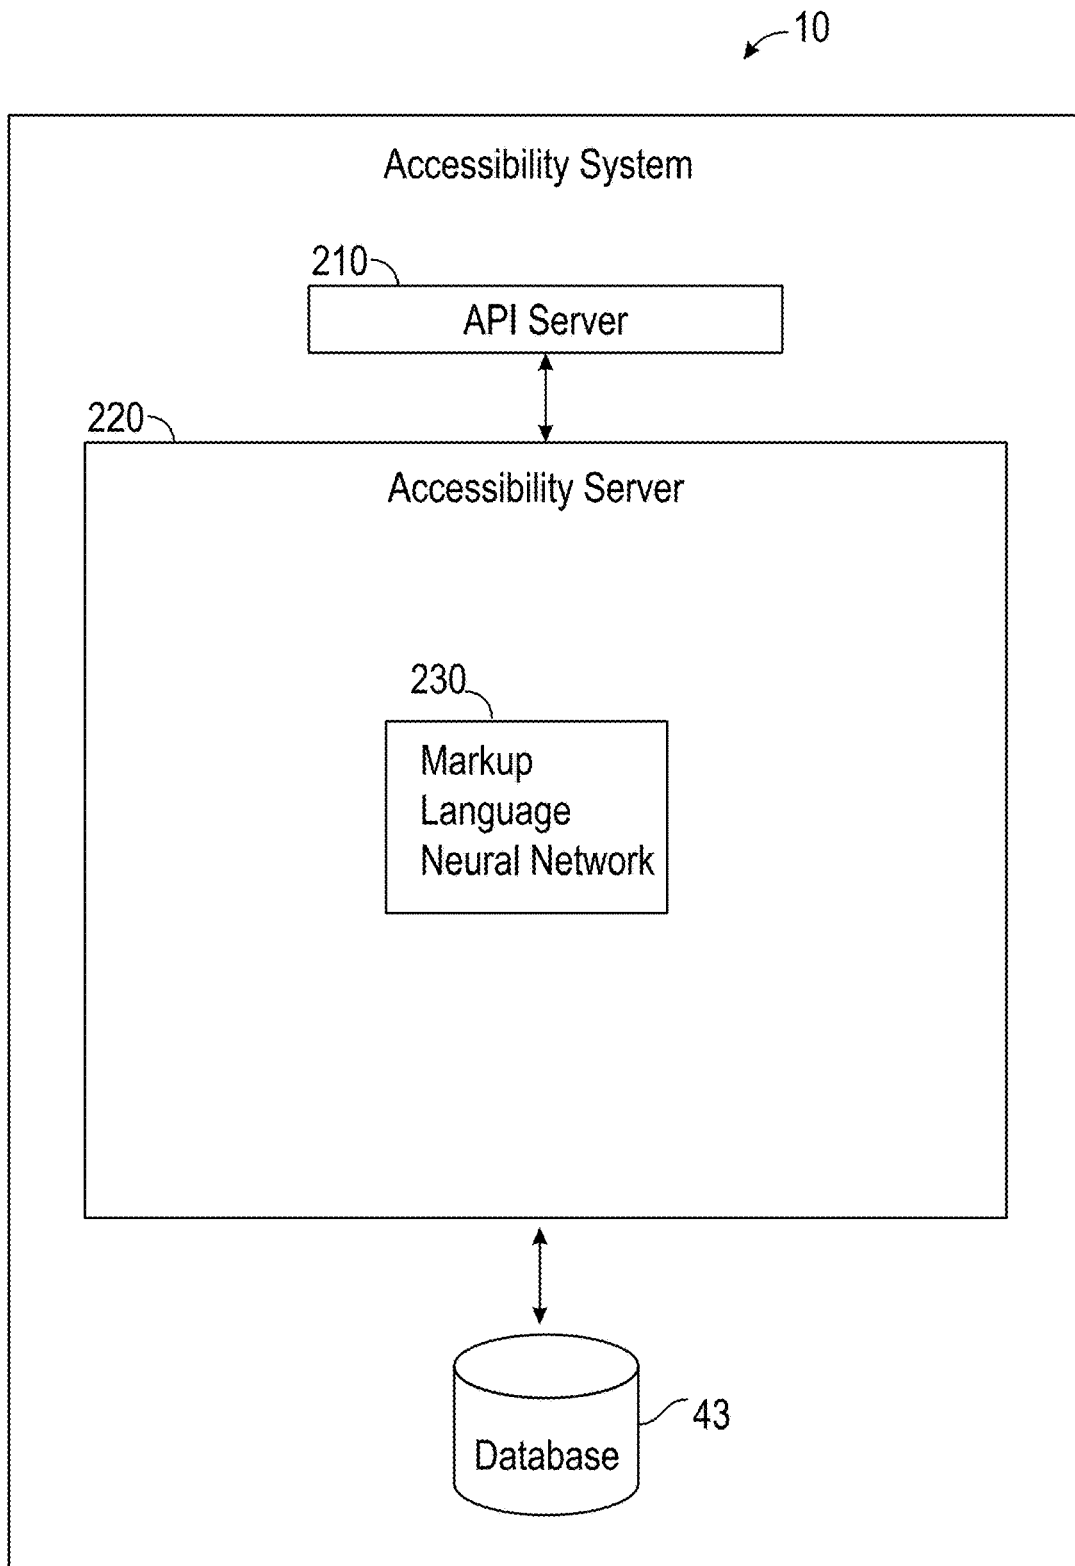 10
Accessibility System
210
API Server
220
Accessibility Server
230
Markup
Language
Neural Network
43
Database